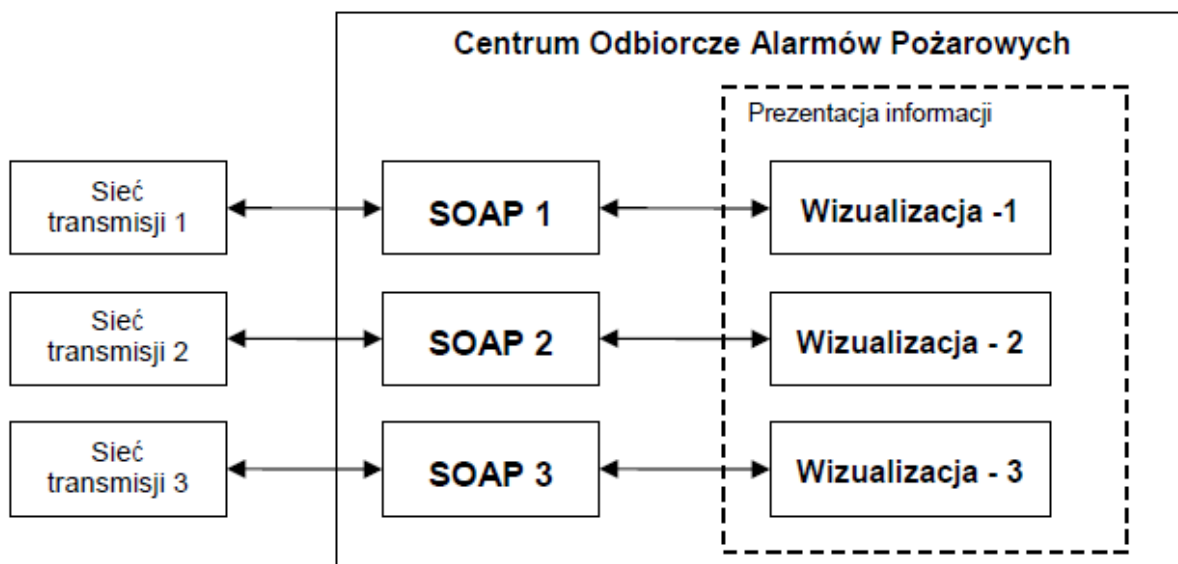 Centrum Odbiorcze Alarmów Pożarowych
Prezentacja informacji
Sieć
transmisji 1
SOAP 1
Wizualizacja -1
Sieć
transmisji 2
SOAP 2
Wizualizacja - 2
Sieć
transmisji 3
SOAP 3
Wizualizacja - 3